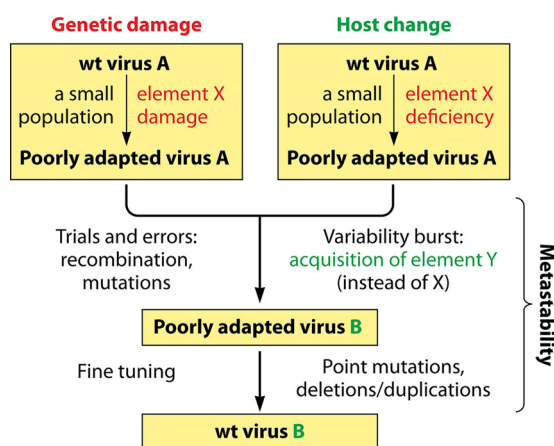 Genetic damage
wt virus A
a small
population
element X
damage
Poorly adapted virus A
Host change
wt virus A
a small
population
element X
deficiency
Poorly adapted virus A
Trials and errors:
recombination,
mutations
Variability burst:
acquisition of element Y
(instead of X)
Poorly adapted virus B
Fine tuning
Point mutations,
deletions/duplications
wt virus B
Metastability